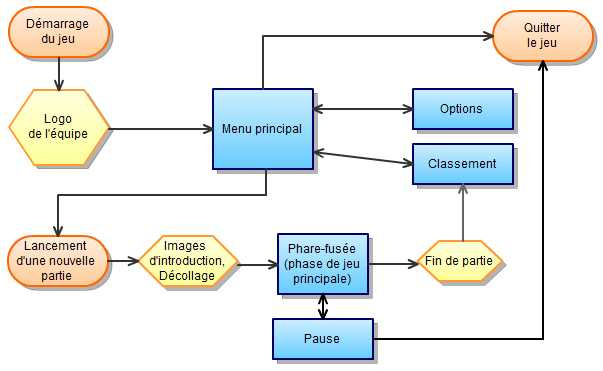 Démarrage
du jeu
Quitter
le jeu
Logo
de l'équipe
Menu principal
Options
Classement
Lancement
d'une nouvelle
partie
Images
d'introduction,
Décollage
Phare-fusée
(phase de jeu
principale)
Fin de partie
Pause